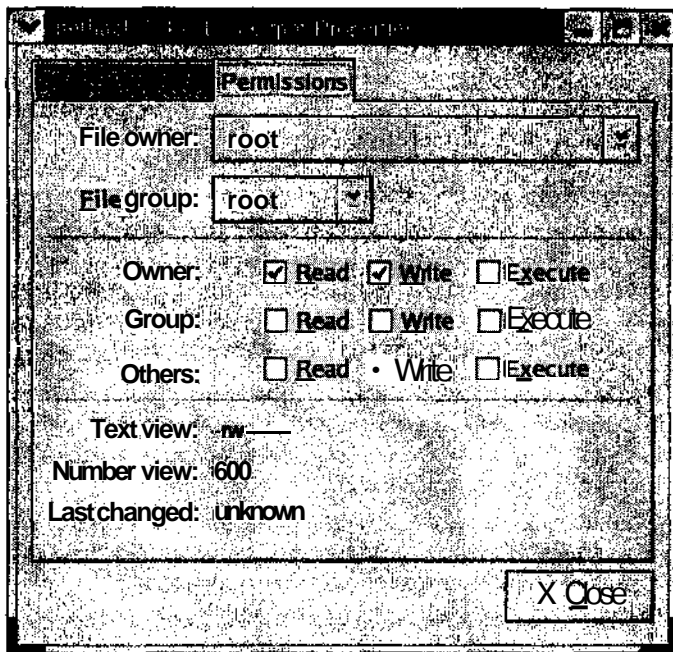 Permissions
File owner: root
File group: root
Owner: Read Write Execute
Group: Read Write Execute
Others: Read • Write Execute
Text view: -rw-------
Number view: 600
Last changed: unknown
X Close